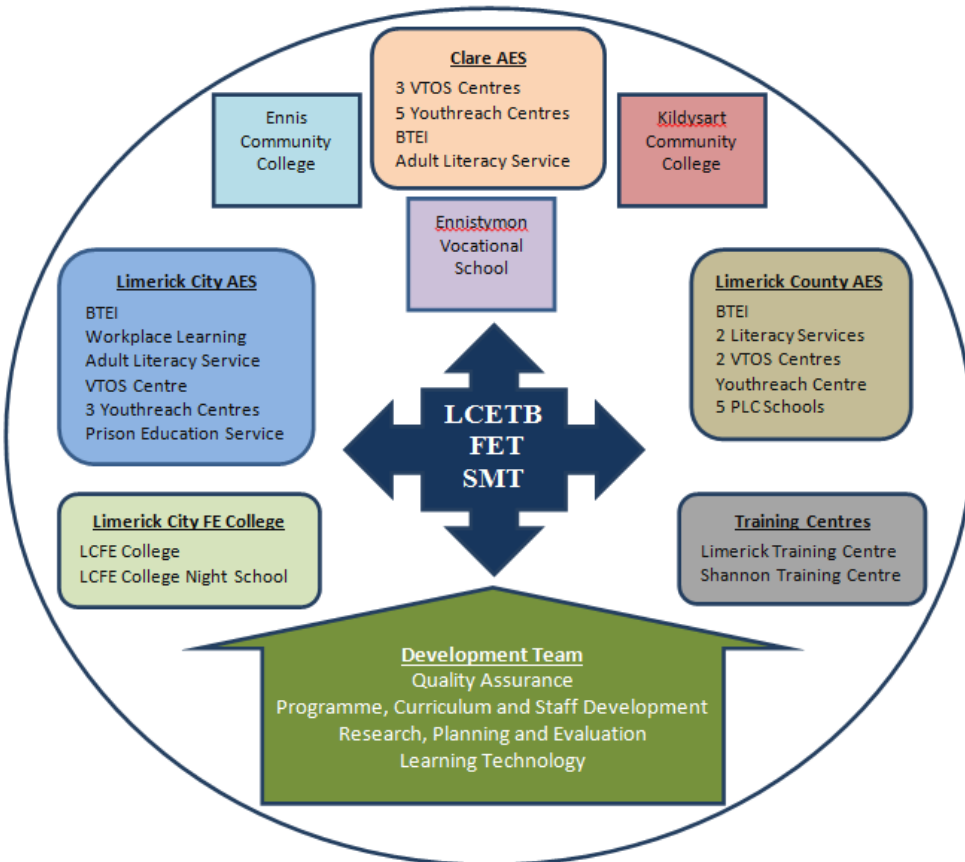 Clare AES
3 VTOS Centres
5 Youthreach Centres
BTEI
Adult Literacy Service
Ennis
Community
College
Kildysart
Community
College
Ennistymon
Vocational
School
Limerick City AES
BTEI
Workplace Learning
Adult Literacy Service
VTOS Centre
3 Youthreach Centres
Prison Education Service
Limerick County AES
BTEI
2 Literacy Services
2 VTOS Centres
Youthreach Centre
5 PLC Schools
LCETB
FET
SMT
Limerick City FE College
LCFE College
LCFE College Night School
Training Centres
Limerick Training Centre
Shannon Training Centre
Development Team
Quality Assurance
Programme, Curriculum and Staff Development
Research, Planning and Evaluation
Learning Technology